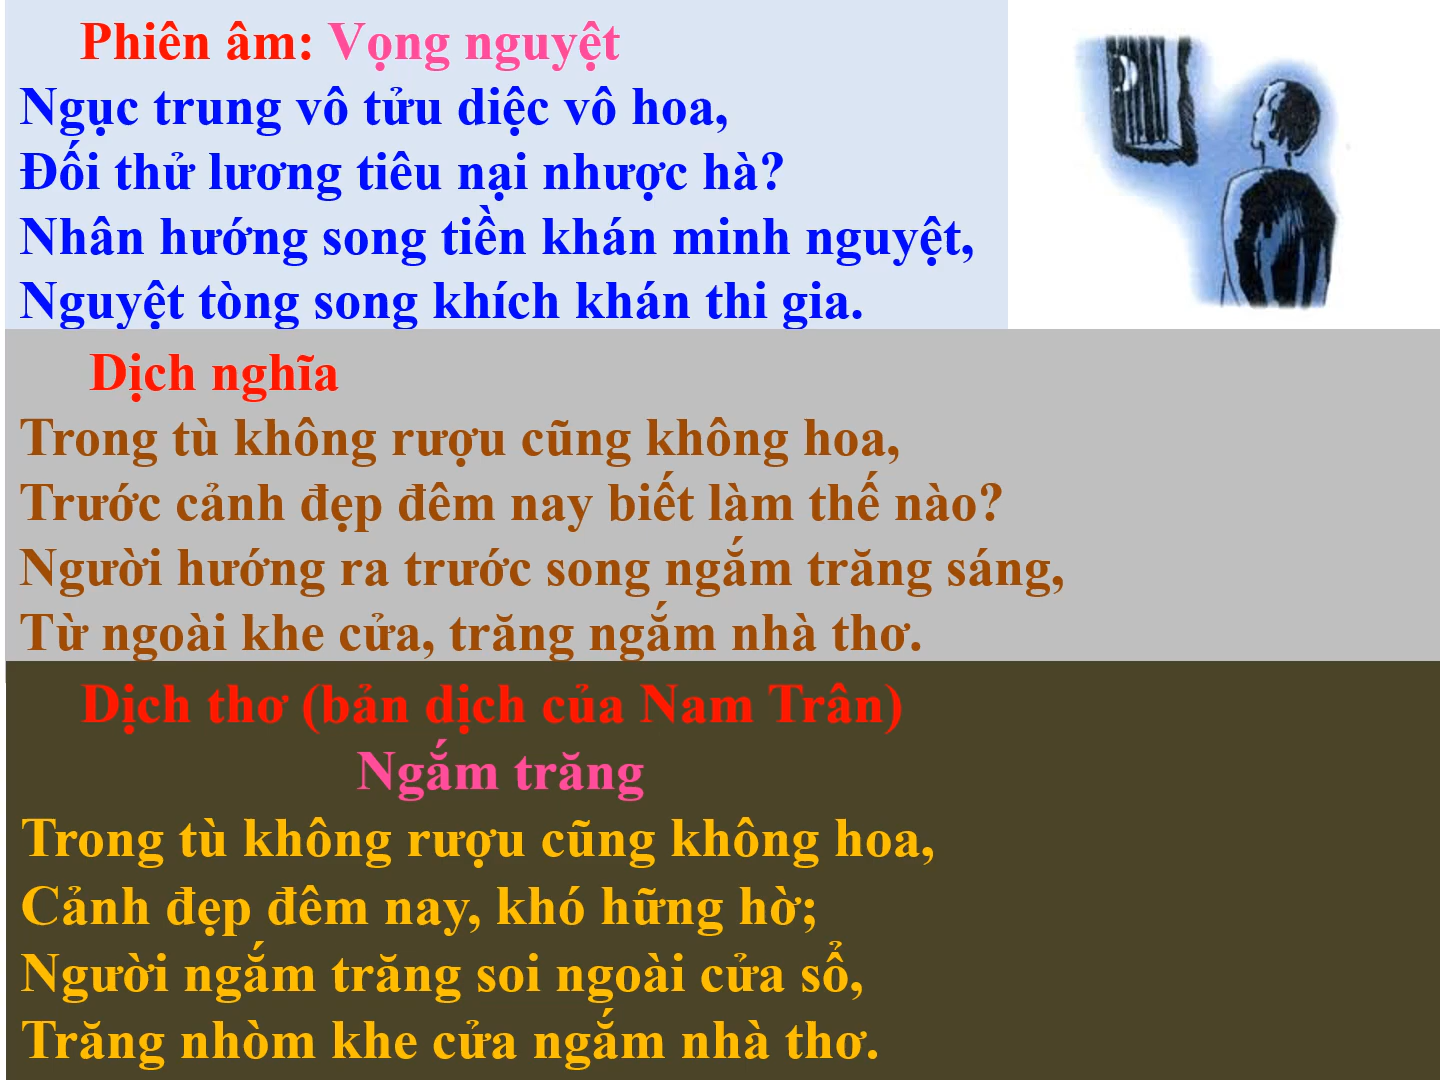 Phiên âm: Vọng nguyệt
Ngục trung vô tửu diệc vô hoa,
Đối thử lương tiêu nại nhược hà?
Nhân hướng song tiền khán minh nguyệt,
Nguyệt tòng song khích khán thi gia.
Dịch nghĩa
Trong tù không rượu cũng không hoa,
Trước cảnh đẹp đêm nay biết làm thế nào?
Người hướng ra trước song ngắm trăng sáng,
Từ ngoài khe cửa, trăng ngắm nhà thơ.
Dịch thơ (bản dịch của Nam Trân)
Ngắm trăng
Trong tù không rượu cũng không hoa,
Cảnh đẹp đêm nay, khó hững hờ;
Người ngắm trăng soi ngoài cửa sổ,
Trăng nhòm khe cửa ngắm nhà thơ.